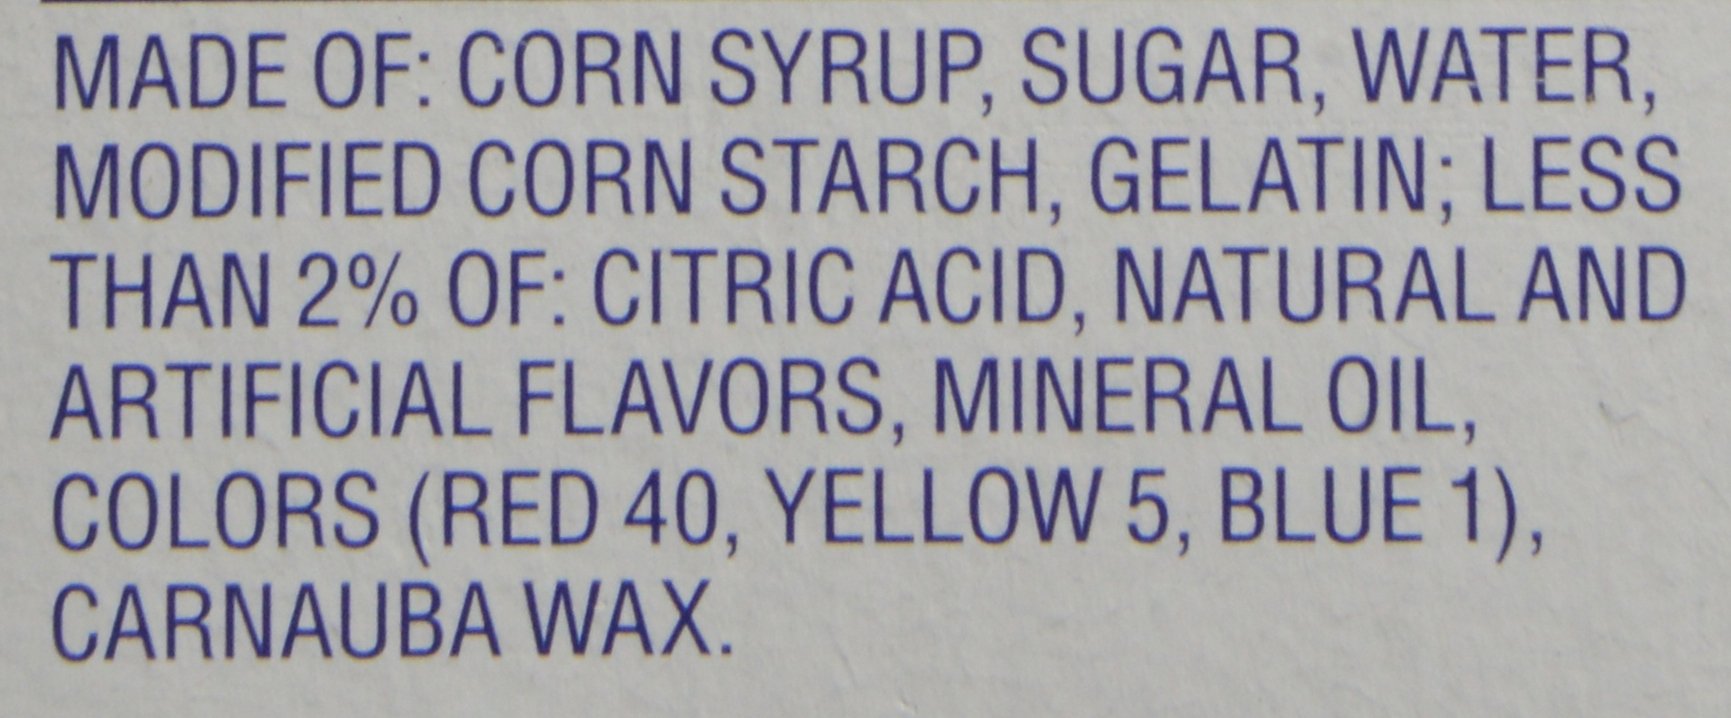 MADE OF: CORN SYRUP, SUGAR, WATER,
MODIFIED CORN STARCH, GELATIN; LESS
THAN 2% OF: CITRIC ACID, NATURAL AND
ARTIFICIAL FLAVORS, MINERAL OIL,
COLORS (RED 40, YELLOW 5, BLUE 1),
CARNAUBA WAX.